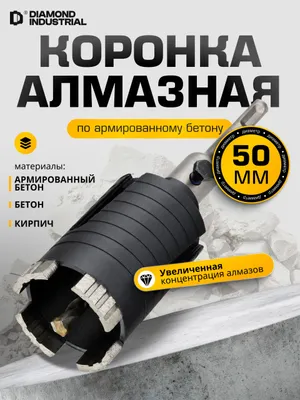 DIAMOND
INDUSTRIAL
КОРОНКА
АЛМАЗНАЯ
по армированному бетону
50
ММ
материалы:
АРМИРОВАННЫЙ
БЕТОН
БЕТОН
КИРПИЧ
Увеличенная
концентрация алмазов